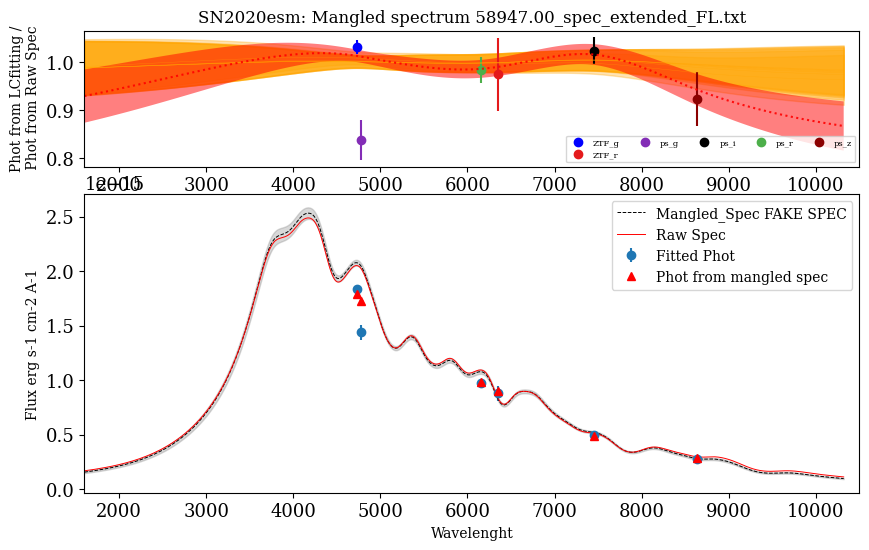 SN2020esm: Mangled spectrum 58947.00_spec_extended_FL.txt
Phot from LCfitting /
Phot from Raw Spec
1.0
0.9
0.8
ZTF_g
ps_g
ps_i
ps_r
ps_z
ZTF_r
2000 3000 4000 5000 6000 7000 8000 9000 10000
1e−15
Mangled_Spec FAKE SPEC
Raw Spec
Fitted Phot
Phot from mangled spec
Flux erg s-1 cm-2 A-1
2.5
2.0
1.5
1.0
0.5
0.0
2000 3000 4000 5000 6000 7000 8000 9000 10000
Wavelenght